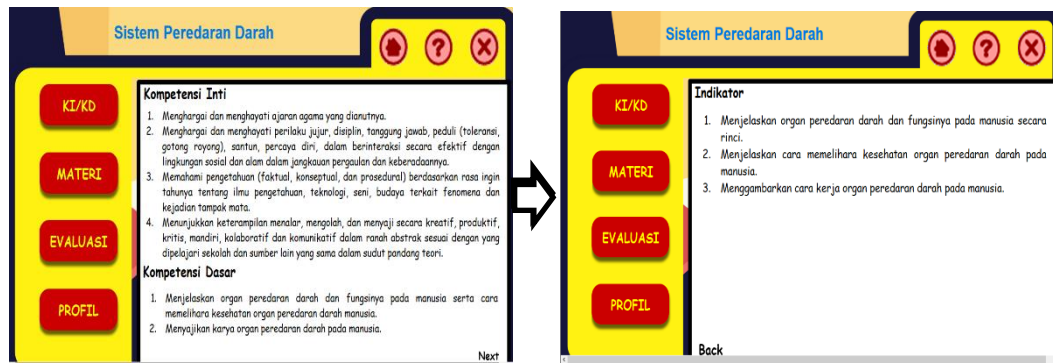 Sistem Peredaran Darah
?
X
KI/KD
MATERI
EVALUASI
PROFIL
Kompetensi Inti
1. Menghargai dan menghayati ajaran agama yang dianutnya.
2. Menghargai dan menghayati perilaku jujur, disiplin, tanggung jawab, peduli (toleransi,
gotong royong), santun, percaya diri, dalam berinteraksi secara efektif dengan
lingkungan sosial dan alam dalam jangkauan pergaulan dan keberadaannya.
3. Memahami pengetahuan (faktual, konseptual, dan prosedural) berdasarkan rasa ingin
tahunya tentang ilmu pengetahuan, teknologi, seni, budaya terkait fenomena dan
kejadian tampak mata.
4. Menunjukkan keterampilan menalar, mengolah, dan menyaji secara kreatif, produktif,
kritis, mandiri, kolaboratif dan komunikatif dalam ranah abstrak sesuai dengan yang
dipelajari sekolah dan sumber lain yang sama dalam sudut pandang teori.
Kompetensi Dasar
1. Menjelaskan organ peredaran darah dan fungsinya pada manusia serta cara
memelihara kesehatan organ peredaran darah manusia.
2. Menyajikan karya organ peredaran darah pada manusia.
Next
Sistem Peredaran Darah
?
X
KI/KD
MATERI
EVALUASI
PROFIL
Indikator
1. Menjelaskan organ peredaran darah dan fungsinya pada manusia secara
rinci.
2. Menjelaskan cara memelihara kesehatan organ peredaran darah pada
manusia.
3. Menggambarkan cara kerja organ peredaran darah pada manusia.
Back